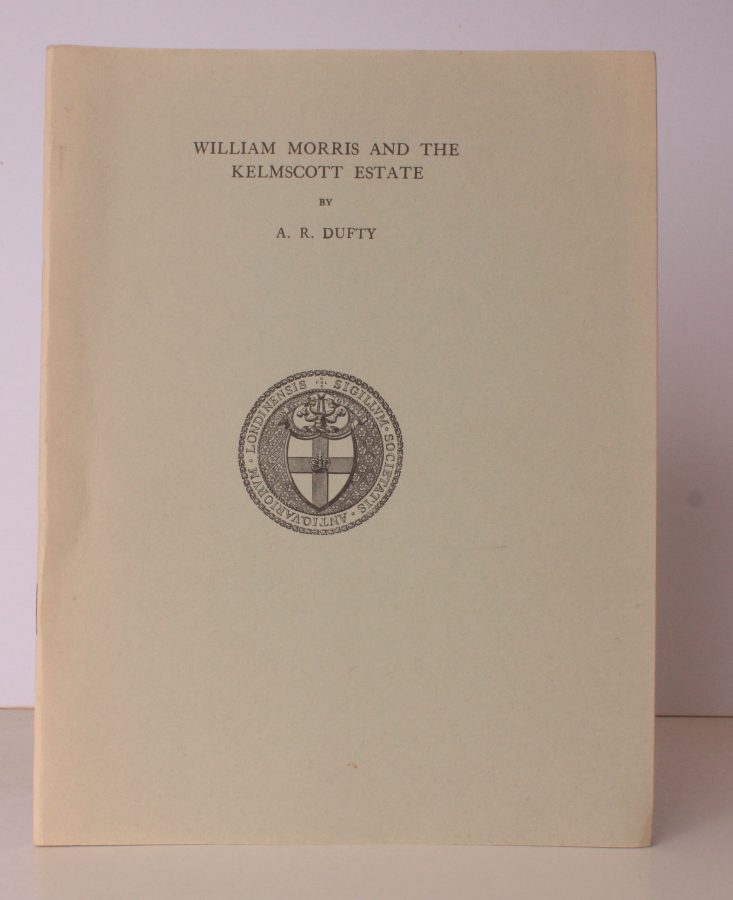 WILLIAM MORRIS AND THE
KELMSCOTT ESTATE
BY
A. R. DUFTY
SIGILLVM · SOCIETATIS · ANTIQVARIORVM · LONDINENSIS